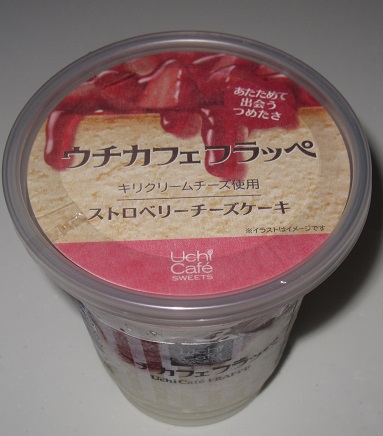 あたためて
出会う
つめたさ
ウチカフェフラッペ
キリクリームチーズ使用
ストロベリーチーズケーキ
※イラストはイメージです
Uchi
Café
SWEETS
ウチカフェフラッペ
Uchi Café FRAPPE